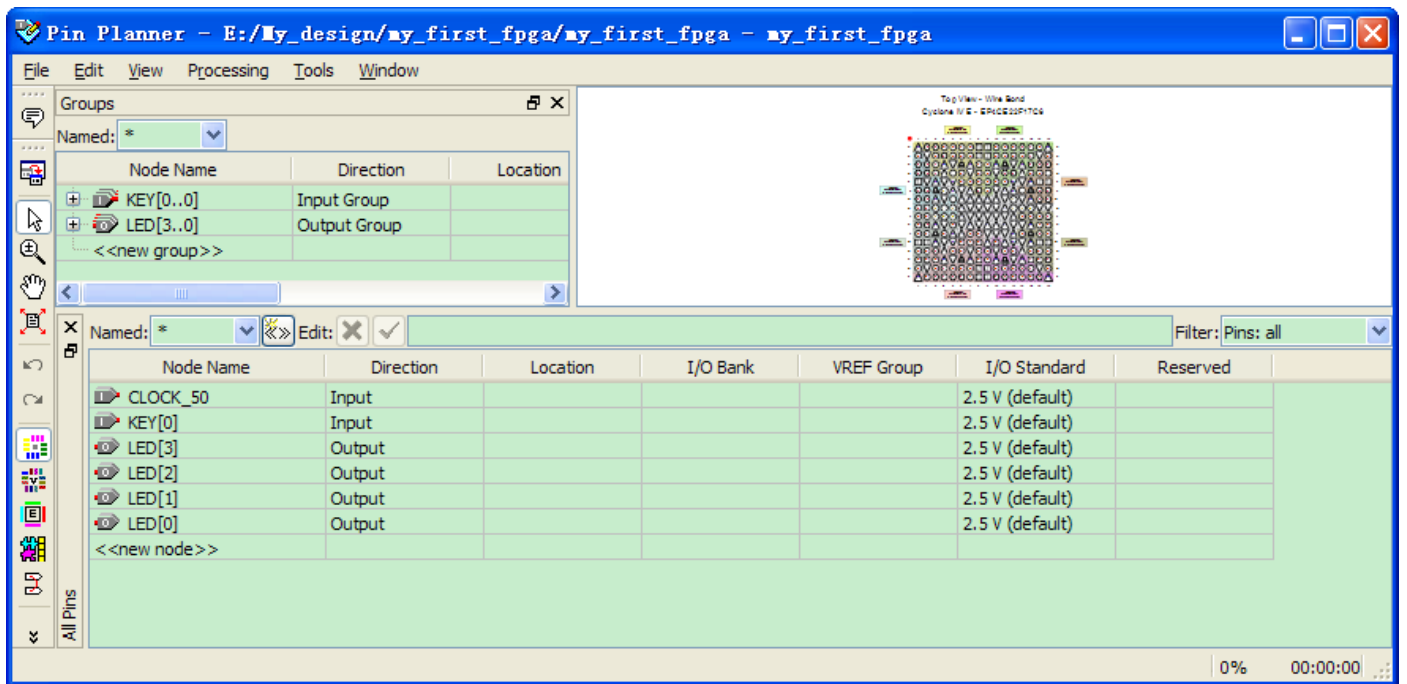 Pin Planner - E:/My_design/my_first_fpga/my_first_fpga - my_first_fpga
File Edit View Processing Tools Window
Groups
Named: *
Node Name Direction Location
KEY[0..0] Input Group
LED[3..0] Output Group
<<new group>>
Top View - Wire Bond
Cyclone IV E - EP4CE22F17C6
Named: * Edit: Filter: Pins: all
Node Name Direction Location I/O Bank VREF Group I/O Standard Reserved
CLOCK_50 Input 2.5 V (default)
KEY[0] Input 2.5 V (default)
LED[3] Output 2.5 V (default)
LED[2] Output 2.5 V (default)
LED[1] Output 2.5 V (default)
LED[0] Output 2.5 V (default)
<<new node>>
All Pins
0% 00:00:00